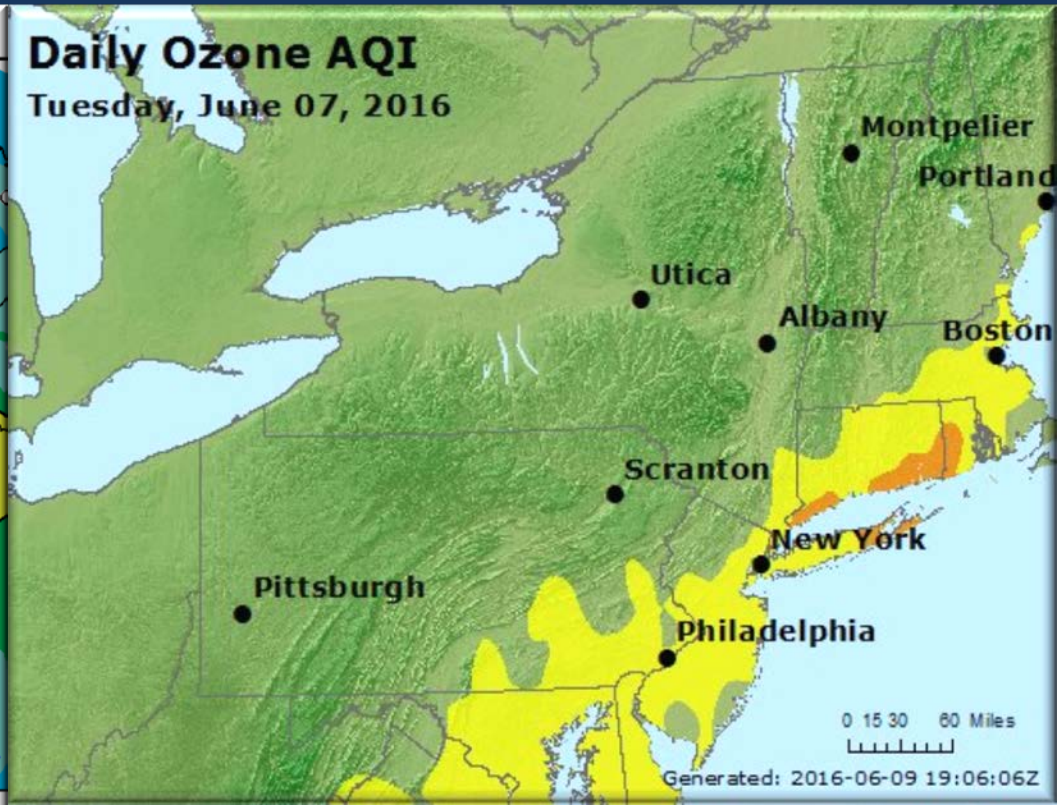 Daily Ozone AQI
Tuesday, June 07, 2016
Montpelier
Portland
Utica
Albany
Boston
Scranton
New York
Pittsburgh
Philadelphia
0 15 30 60 Miles
Generated: 2016-06-09 19:06:06Z